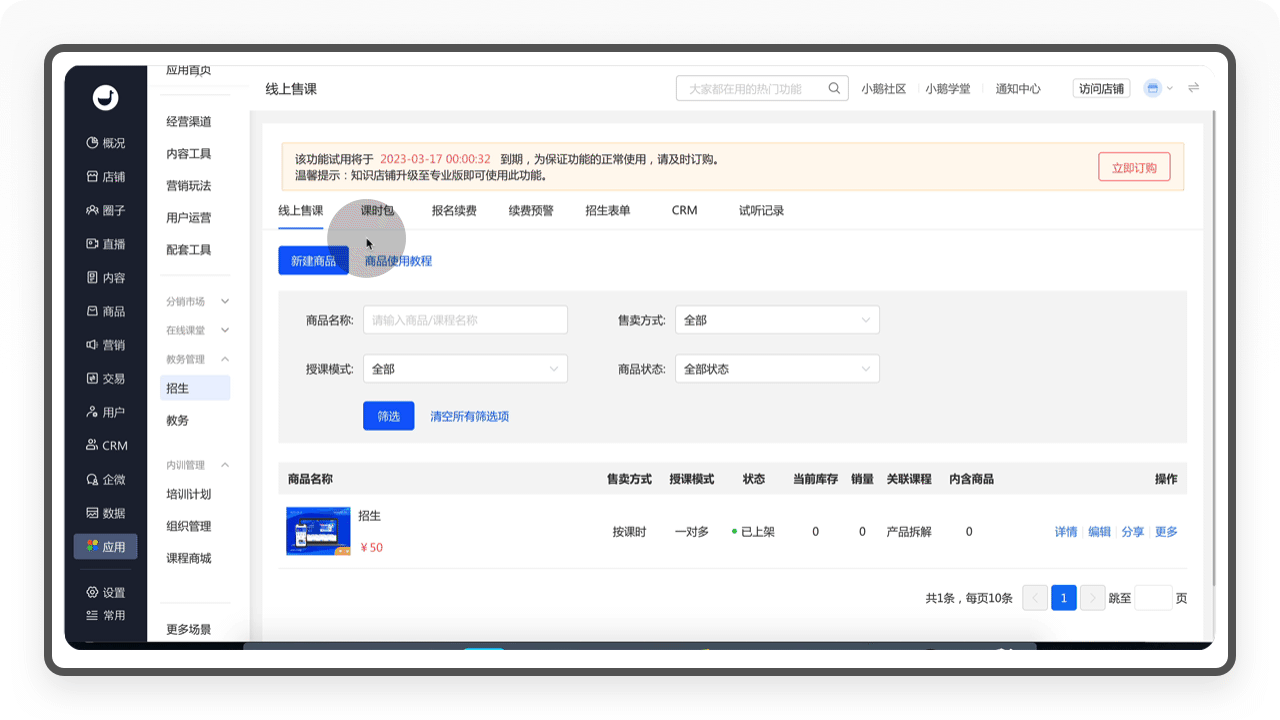 概况
店铺
圈子
直播
内容
商品
营销
交易
用户
CRM
企微
数据
应用
设置
常用
应用首页
经营渠道
内容工具
营销玩法
用户运营
配套工具
分销市场
在线课堂
教务管理
招生
教务
内训管理
培训计划
组织管理
课程商城
更多场景
线上售课
大家都在用的热门功能
小鹅社区
小鹅学堂
通知中心
访问店铺
该功能试用将于 2023-03-17 00:00:32 到期，为保证功能的正常使用，请及时订购。
温馨提示：知识店铺升级至专业版即可使用此功能。
立即订购
线上售课 课时包 报名续费 续费预警 招生表单 CRM 试听记录
新建商品 商品使用教程
商品名称: 请输入商品/课程名称 售卖方式: 全部
授课模式: 全部 商品状态: 全部状态
筛选 清空所有筛选项
商品名称 售卖方式 授课模式 状态 当前库存 销量 关联课程 内含商品 操作
招生
￥50
按课时 一对多 已上架 0 0 产品拆解 0 详情 编辑 分享 更多
共1条，每页10条 1 跳至 页